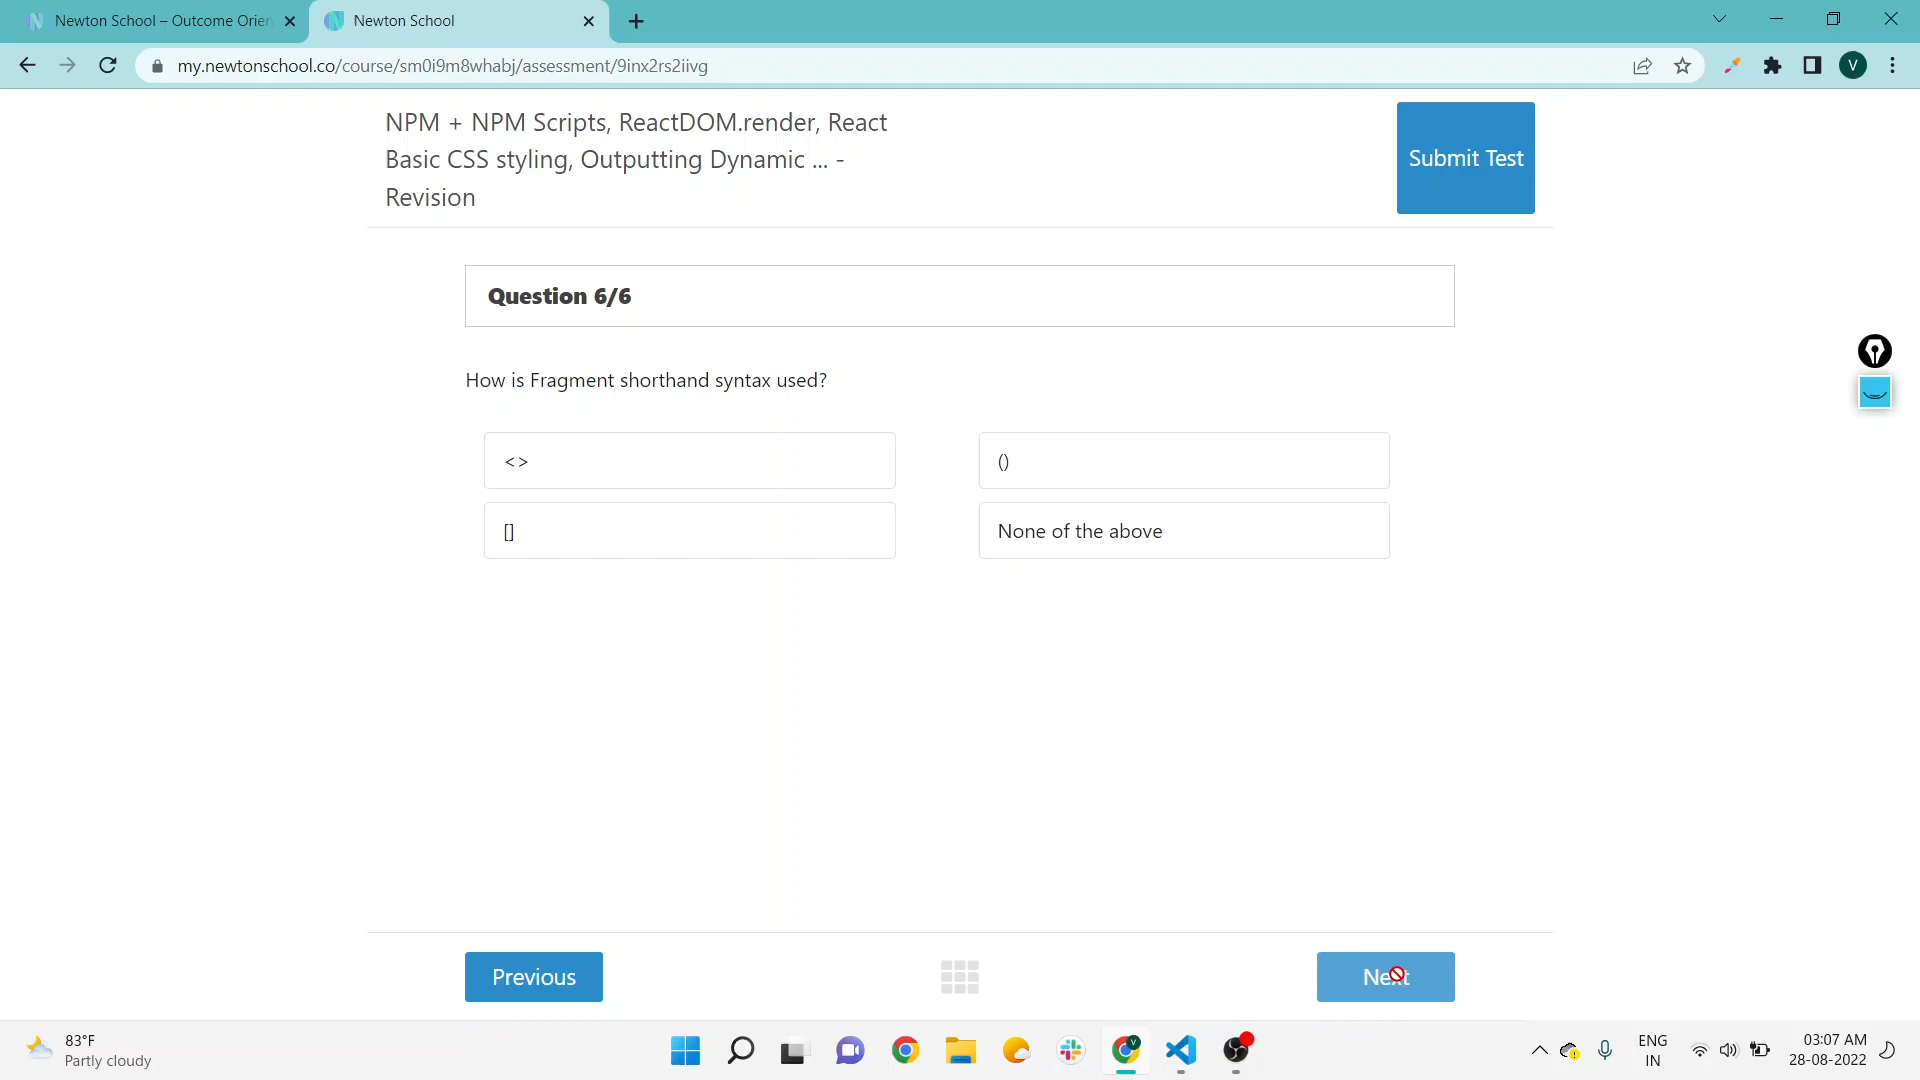 Newton School – Outcome Orien
Newton School
my.newtonschool.co/course/sm0i9m8whabj/assessment/9inx2rs2iivg
V
NPM + NPM Scripts, ReactDOM.render, React
Basic CSS styling, Outputting Dynamic ... -
Revision
Submit Test
Question 6/6
How is Fragment shorthand syntax used?
<>
()
[]
None of the above
Previous
Next
83°F
Partly cloudy
ENG
IN
03:07 AM
28-08-2022